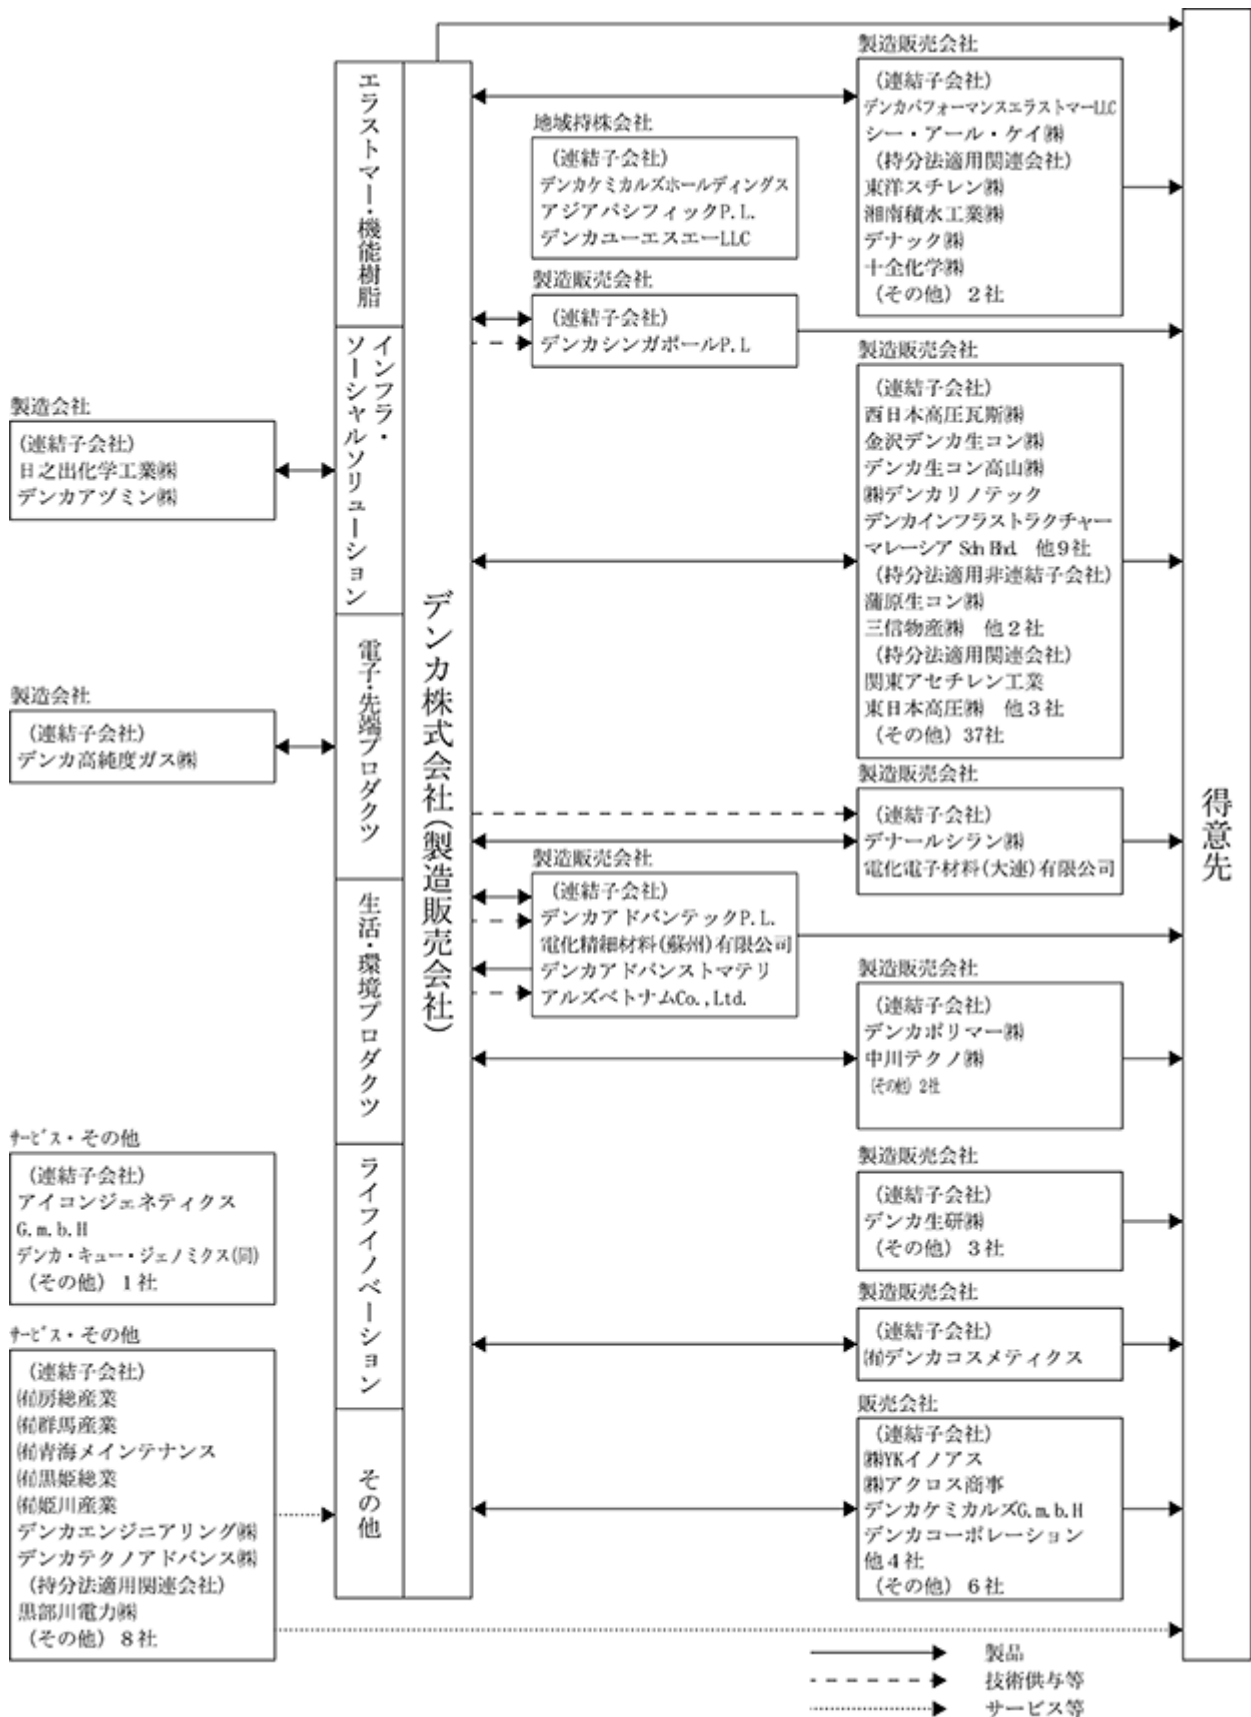 製造会社
(連結子会社)
日之出化学工業㈱
デンカアヅミン㈱
製造会社
(連結子会社)
デンカ高純度ガス㈱
サービス・その他
(連結子会社)
アイコンジェネティクス
G.m.b.H
デンカ・キュー・ジェノミクス(同)
(その他) 1社
サービス・その他
(連結子会社)
㈲房総産業
㈲群馬産業
㈲青海メインテナンス
㈲黒姫総業
㈲姫川産業
デンカエンジニアリング㈱
デンカテクノアドバンス㈱
(持分法適用関連会社)
黒部川電力㈱
(その他) 8社
エラストマー・機能樹脂
インフラ・
ソーシャルソリューション
電子・先端プロダクツ
生活・環境プロダクツ
ライフイノベーション
その他
デンカ株式会社(製造販売会社)
地域持株会社
(連結子会社)
デンカケミカルズホールディングス
アジアパシフィックP.L.
デンカユーエスエーLLC
製造販売会社
(連結子会社)
デンカシンガポールP.L
製造販売会社
(連結子会社)
デンカアドバンテックP.L.
電化精細材料(蘇州)有限公司
デンカアドバンストマテリ
アルズベトナムCo.,Ltd.
製造販売会社
(連結子会社)
デンカパフォーマンスエラストマーLLC
シー・アール・ケイ㈱
(持分法適用関連会社)
東洋スチレン㈱
湘南積水工業㈱
デナック㈱
十全化学㈱
(その他) 2社
製造販売会社
(連結子会社)
西日本高圧瓦斯㈱
金沢デンカ生コン㈱
デンカ生コン高山㈱
㈱デンカリノテック
デンカインフラストラクチャー
マレーシア Sdn Bhd. 他9社
(持分法適用非連結子会社)
蒲原生コン㈱
三信物産㈱ 他2社
(持分法適用関連会社)
関東アセチレン工業
東日本高圧㈱ 他3社
(その他) 37社
製造販売会社
(連結子会社)
デナールシラン㈱
電化電子材料(大連)有限公司
製造販売会社
(連結子会社)
デンカポリマー㈱
中川テクノ㈱
(その他) 2社
製造販売会社
(連結子会社)
デンカ生研㈱
(その他) 3社
製造販売会社
(連結子会社)
㈲デンカコスメティクス
販売会社
(連結子会社)
㈱YKイノアス
㈱アクロス商事
デンカケミカルズG.m.b.H
デンカコーポレーション
他4社
(その他) 6社
得意先
製品
技術供与等
サービス等